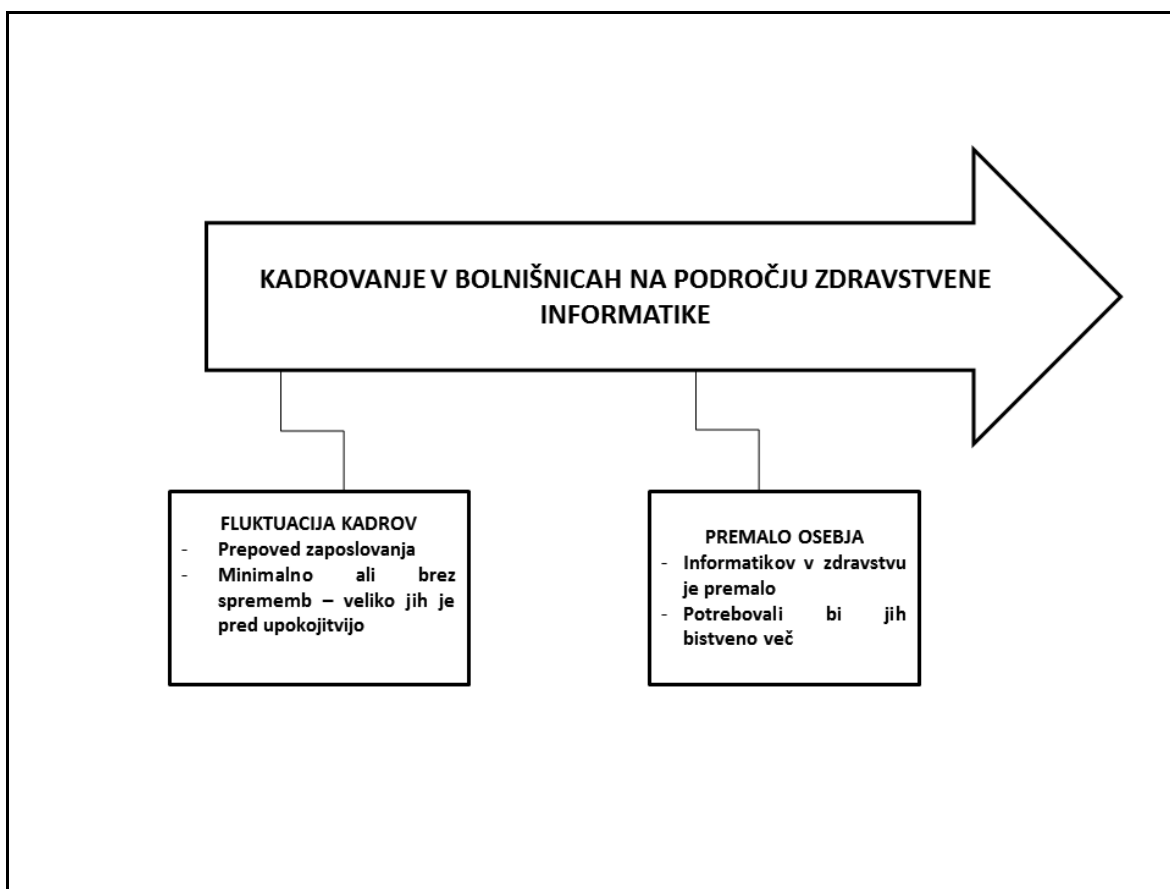 KADROVANJE V BOLNIŠNICAH NA PODROČJU ZDRAVSTVENE
INFORMATIKE
FLUKTUACIJA KADROV
- Prepoved zaposlovanja
- Minimalno ali brez
sprememb – veliko jih je
pred upokojitvijo
PREMALO OSEBJA
- Informatikov v zdravstvu
je premalo
- Potrebovali bi jih
bistveno več